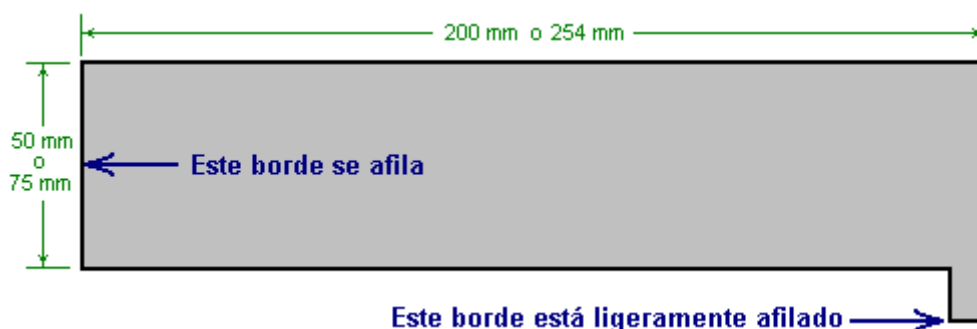 200 mm o 254 mm
50 mm
o
75 mm
Este borde se afila
Este borde está ligeramente afilado